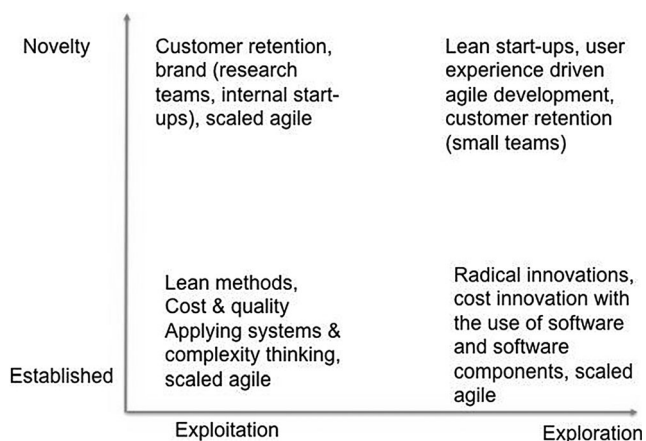 Novelty
Customer retention,
brand (research
teams, internal start-
ups), scaled agile
Lean start-ups, user
experience driven
agile development,
customer retention
(small teams)
Lean methods,
Cost & quality
Applying systems &
complexity thinking,
scaled agile
Radical innovations,
cost innovation with
the use of software
and software
components, scaled
agile
Established
Exploitation
Exploration